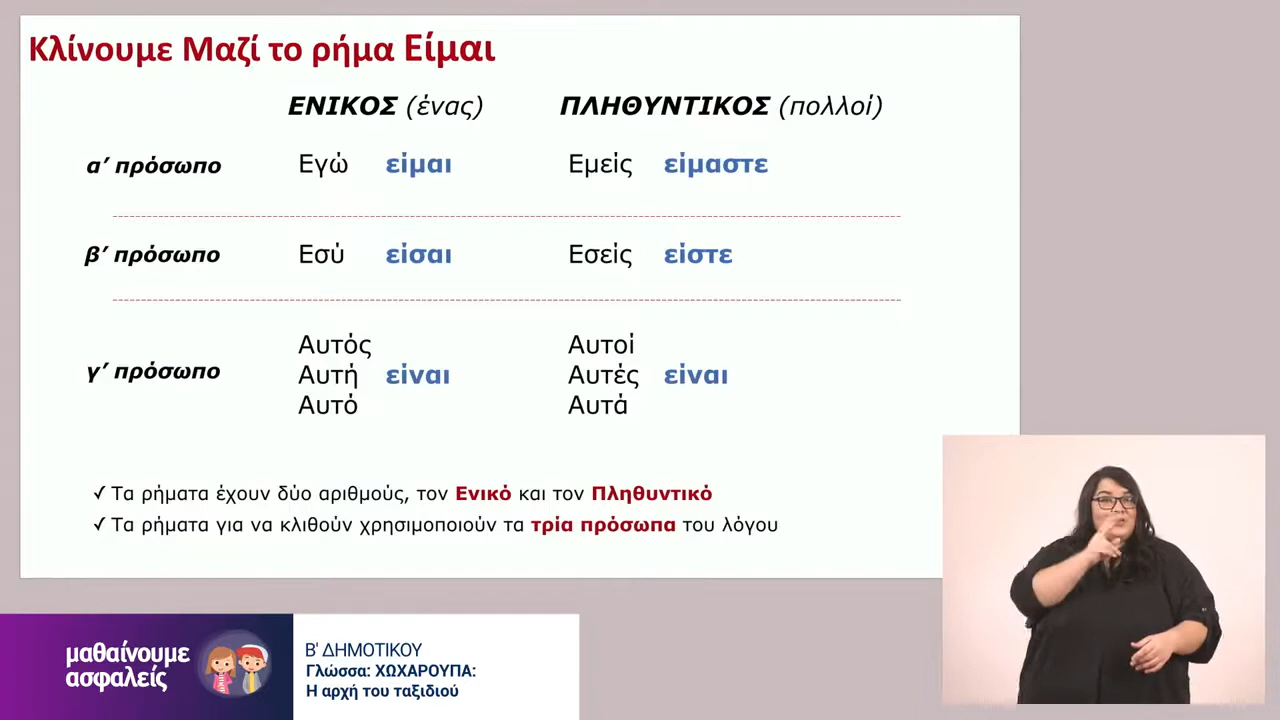 Κλίνουμε Μαζί το ρήμα Είμαι
ΕΝΙΚΟΣ (ένας) ΠΛΗΘΥΝΤΙΚΟΣ (πολλοί)
α’ πρόσωπο Εγώ είμαι Εμείς είμαστε
β’ πρόσωπο Εσύ είσαι Εσείς είστε
Αυτός Αυτοί
γ’ πρόσωπο Αυτή είναι Αυτές είναι
Αυτό Αυτά
✓ Τα ρήματα έχουν δύο αριθμούς, τον Ενικό και τον Πληθυντικό
✓ Τα ρήματα για να κλιθούν χρησιμοποιούν τα τρία πρόσωπα του λόγου
μαθαίνουμε
ασφαλείς
Β' ΔΗΜΟΤΙΚΟΥ
Γλώσσα: ΧΩΧΑΡΟΥΠΑ:
Η αρχή του ταξιδιού